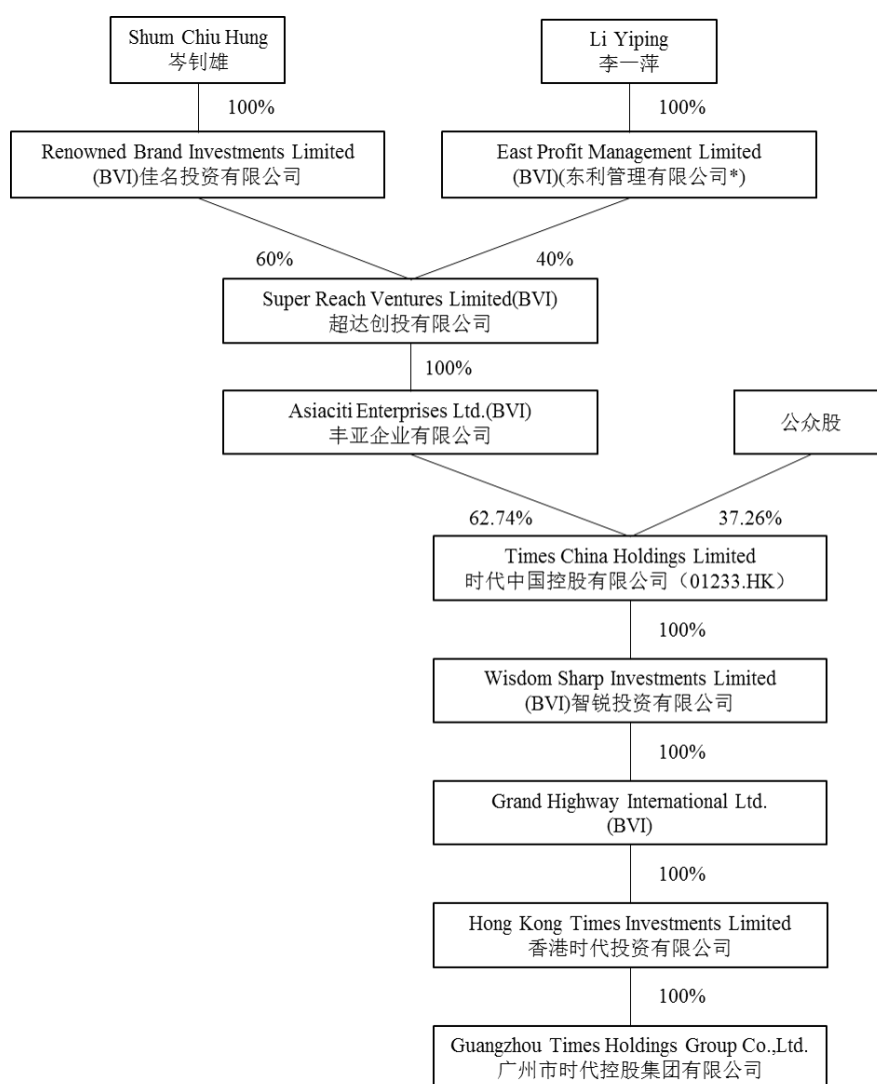 Shum Chiu Hung
岑钊雄
Li Yiping
李一萍
100%
100%
Renowned Brand Investments Limited
(BVI)佳名投资有限公司
East Profit Management Limited
(BVI)(东利管理有限公司*)
60%
40%
Super Reach Ventures Limited(BVI)
超达创投有限公司
100%
Asiaciti Enterprises Ltd.(BVI)
丰亚企业有限公司
公众股
62.74%
37.26%
Times China Holdings Limited
时代中国控股有限公司（01233.HK）
100%
Wisdom Sharp Investments Limited
(BVI)智锐投资有限公司
100%
Grand Highway International Ltd.
(BVI)
100%
Hong Kong Times Investments Limited
香港时代投资有限公司
100%
Guangzhou Times Holdings Group Co.,Ltd.
广州市时代控股集团有限公司